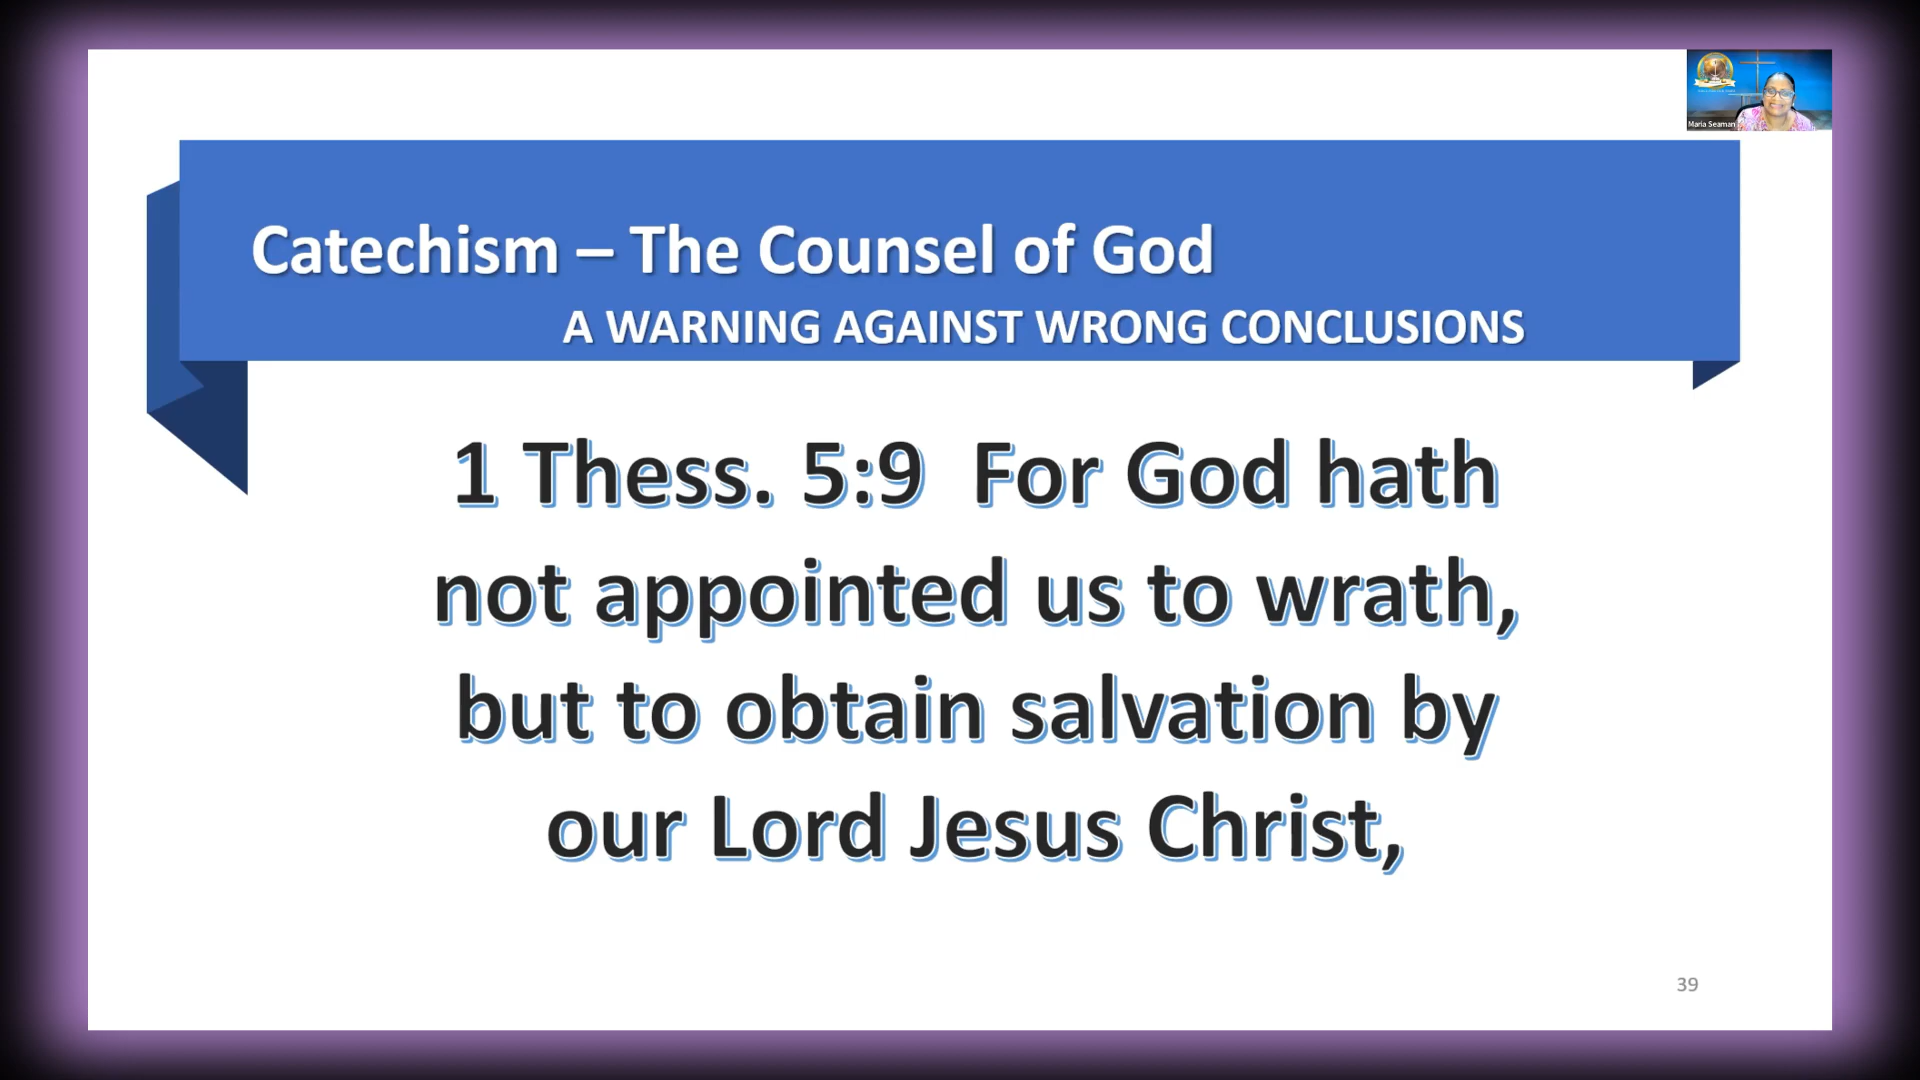 Maria Seaman
Catechism – The Counsel of God
A WARNING AGAINST WRONG CONCLUSIONS
1 Thess. 5:9  For God hath
not appointed us to wrath,
but to obtain salvation by
our Lord Jesus Christ,
39